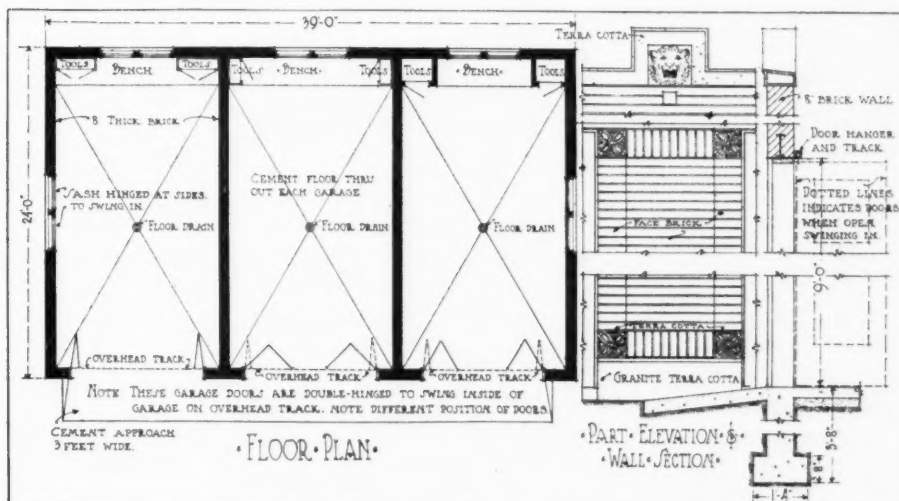 39'-0"
24'-0"
TOOLS
BENCH
TOOLS
TOOLS
BENCH
TOOLS
TOOLS
BENCH
TOOLS
8" THICK BRICK
CEMENT FLOOR THRU
OUT EACH GARAGE
SASH HINGED AT SIDES
TO SWING IN.
FLOOR DRAIN
FLOOR DRAIN
FLOOR DRAIN
OVERHEAD TRACK
OVERHEAD TRACK
OVERHEAD TRACK
NOTE THESE GARAGE DOORS ARE DOUBLE-HINGED TO SWING INSIDE OF
GARAGE ON OVERHEAD TRACK. NOTE DIFFERENT POSITION OF DOORS.
CEMENT APPROACH
3 FEET WIDE.
·FLOOR·PLAN·
TERRA COTTA
8" BRICK WALL
DOOR HANGER
AND TRACK
DOTTED LINES
INDICATES DOORS
WHEN OPEN
SWINGING IN.
FACE BRICK
9'-0"
TERRA COTTA
GRANITE TERRA COTTA
·PART·ELEVATION·&
WALL·SECTION·
3'-8"
8"
1'-4"